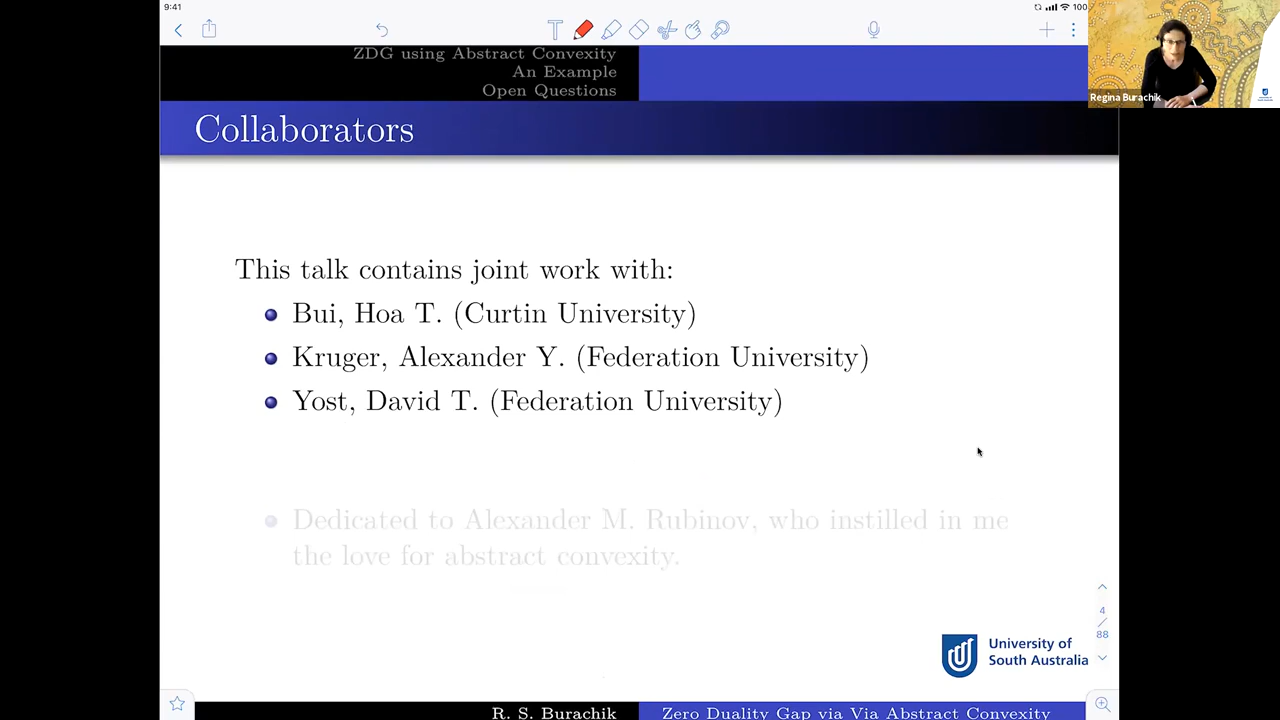 9:41
100
T
ZDG using Abstract Convexity
An Example
Open Questions
Regina Burachik
Collaborators
This talk contains joint work with:
Bui, Hoa T. (Curtin University)
Kruger, Alexander Y. (Federation University)
Yost, David T. (Federation University)
Dedicated to Alexander M. Rubinov, who instilled in me
the love for abstract convexity.
4
/
88
University of
South Australia
R. S. Burachik
Zero Duality Gap via Via Abstract Convexity